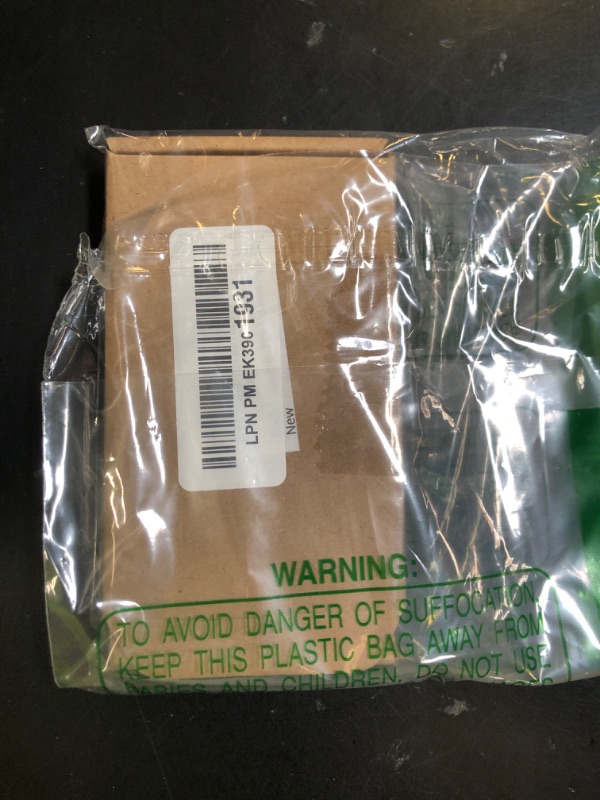 LPN PM EK39C1931
New
WARNING:
TO AVOID DANGER OF SUFFOCATION,
KEEP THIS PLASTIC BAG AWAY FROM
BABIES AND CHILDREN. DO NOT USE